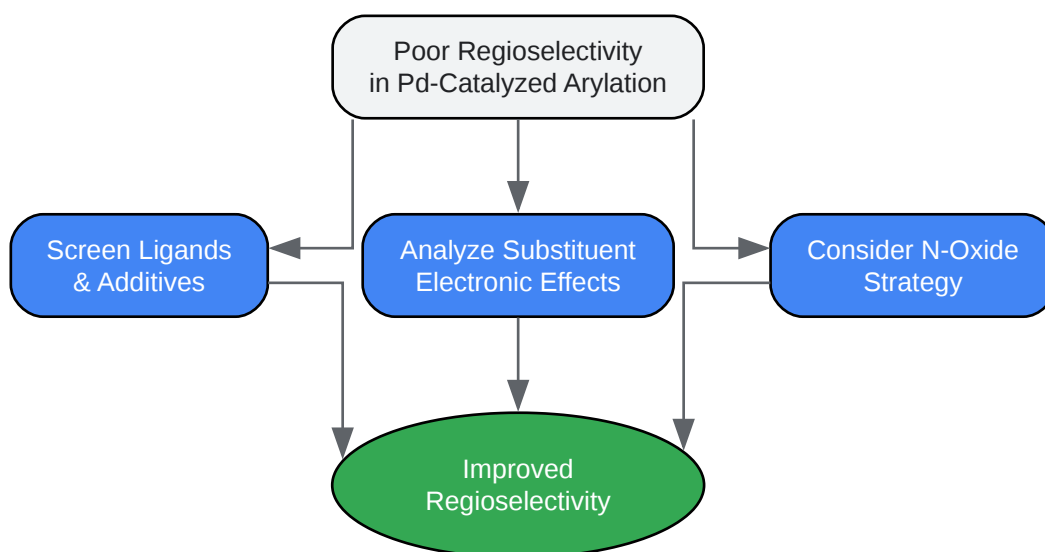 Poor Regioselectivity
in Pd-Catalyzed Arylation
Screen Ligands
& Additives
Analyze Substituent
Electronic Effects
Consider N-Oxide
Strategy
Improved
Regioselectivity